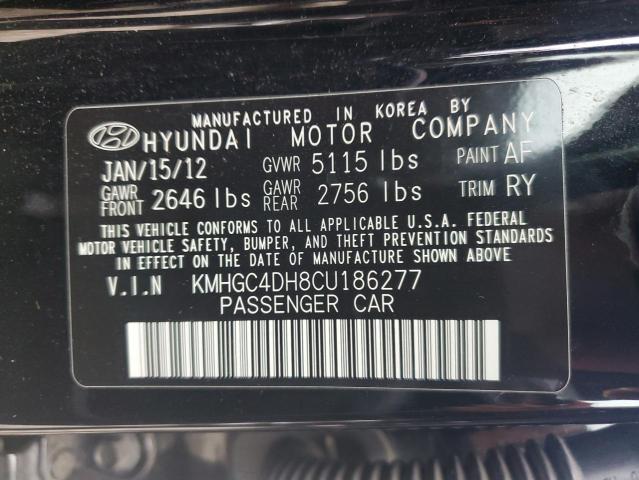 MANUFACTURED IN KOREA BY
HYUNDAI MOTOR COMPANY
JAN/15/12 GVWR 5115 lbs PAINT AF
GAWR FRONT 2646 lbs GAWR REAR 2756 lbs TRIM RY
THIS VEHICLE CONFORMS TO ALL APPLICABLE U.S.A. FEDERAL
MOTOR VEHICLE SAFETY, BUMPER, AND THEFT PREVENTION STANDARDS
IN EFFECT ON THE DATE OF MANUFACTURE SHOWN ABOVE
V.I.N KMHGC4DH8CU186277
PASSENGER CAR